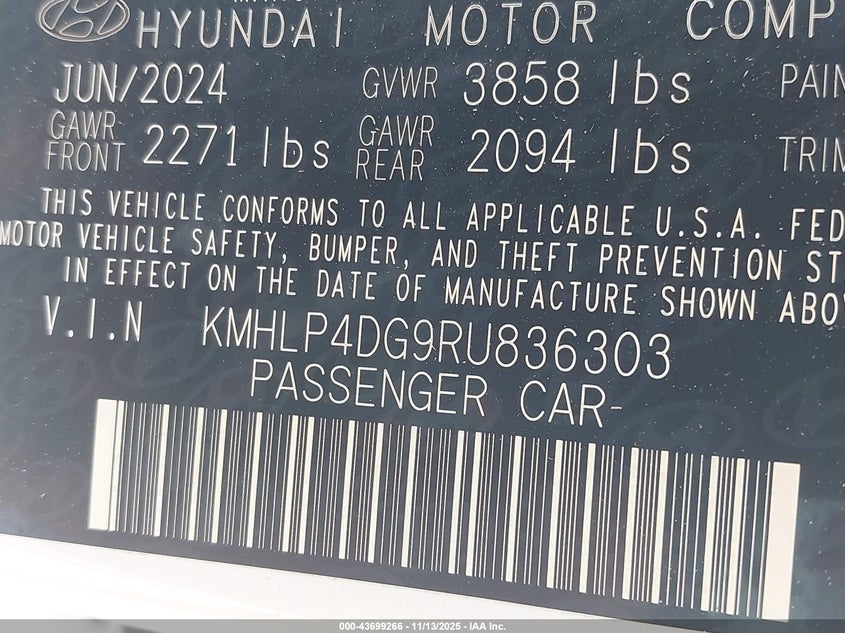 HYUNDAI MOTOR COMP
JUN/2024 GVWR 3858 lbs PAIN
GAWR FRONT 2271 lbs GAWR REAR 2094 lbs TRIM
THIS VEHICLE CONFORMS TO ALL APPLICABLE U.S.A. FED
MOTOR VEHICLE SAFETY, BUMPER, AND THEFT PREVENTION ST
IN EFFECT ON THE DATE OF MANUFACTURE SHOWN ABO
V.I.N KMHLP4DG9RU836303
PASSENGER CAR
000-43699266 - 11/13/2025 - IAA Inc.